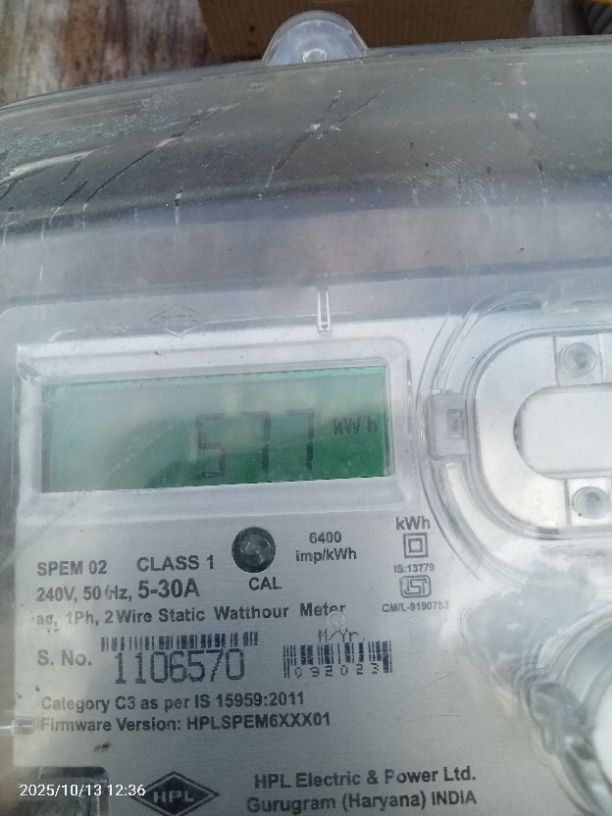 577 kWh
6400
imp/kWh
kWh
SPEM 02 CLASS 1
240V, 50 Hz, 5-30A
CAL
IS:13779
CM/L-9190753
ac, 1Ph, 2 Wire Static Watthour Meter
M/Yr.
S. No. 1106570
092023
Category C3 as per IS 15959:2011
Firmware Version: HPLSPEM6XXX01
HPL
HPL Electric & Power Ltd.
Gurugram (Haryana) INDIA
2025/10/13 12:36